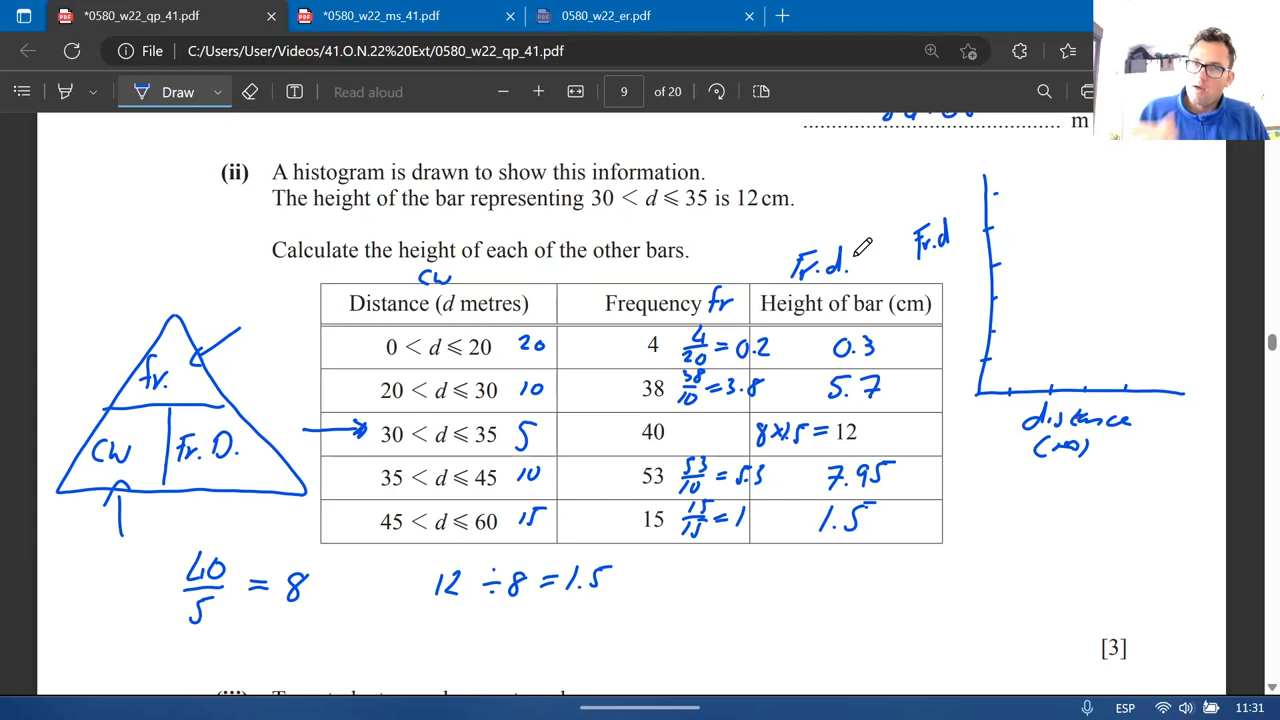 *0580_w22_qp_41.pdf
*0580_w22_ms_41.pdf
0580_w22_er.pdf
File
C:/Users/User/Videos/41.O.N.22%20Ext/0580_w22_qp_41.pdf
Draw
Read aloud
9 of 20
m
(ii) A histogram is drawn to show this information.
The height of the bar representing 30 < d ⩽ 35 is 12 cm.
Calculate the height of each of the other bars.
Fr.d
CW
Fr.d.
Distance (d metres) Frequency fr Height of bar (cm)
0 < d ⩽ 20 20 4 4/20 = 0.2 0.3
20 < d ⩽ 30 10 38 38/10 = 3.8 5.7
30 < d ⩽ 35 5 40 8×1.5 = 12
35 < d ⩽ 45 10 53 53/10 = 5.3 7.95
45 < d ⩽ 60 15 15 15/15 = 1 1.5
fr.
CW Fr. D.
distance
(m)
40/5 = 8
12 ÷ 8 = 1.5
[3]
ESP
11:31